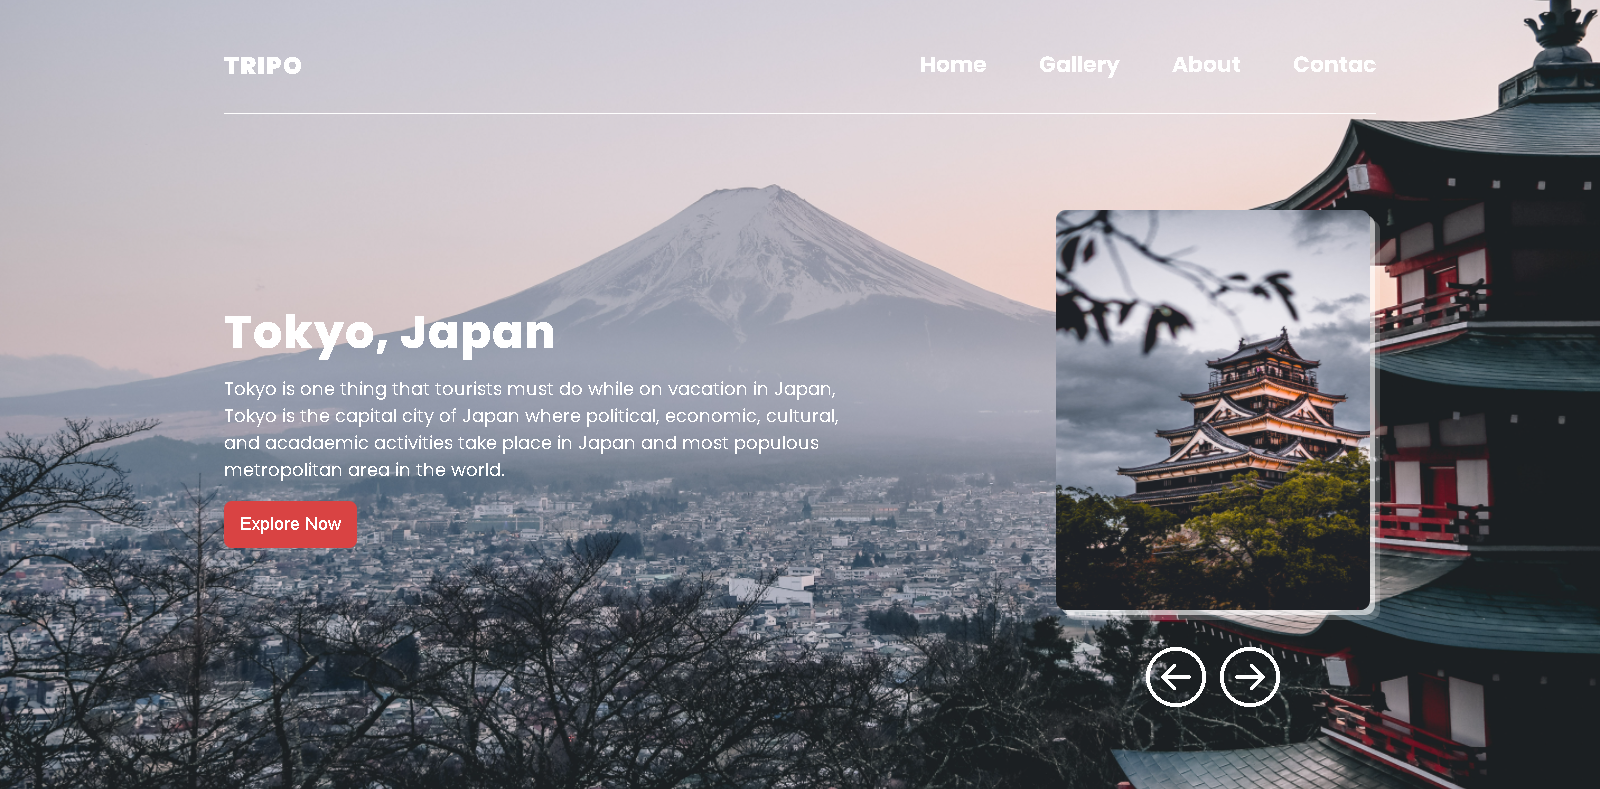 TRIPO
Home Gallery About Contac
Tokyo, Japan
Tokyo is one thing that tourists must do while on vacation in Japan,
Tokyo is the capital city of Japan where political, economic, cultural,
and acadaemic activities take place in Japan and most populous
metropolitan area in the world.
Explore Now